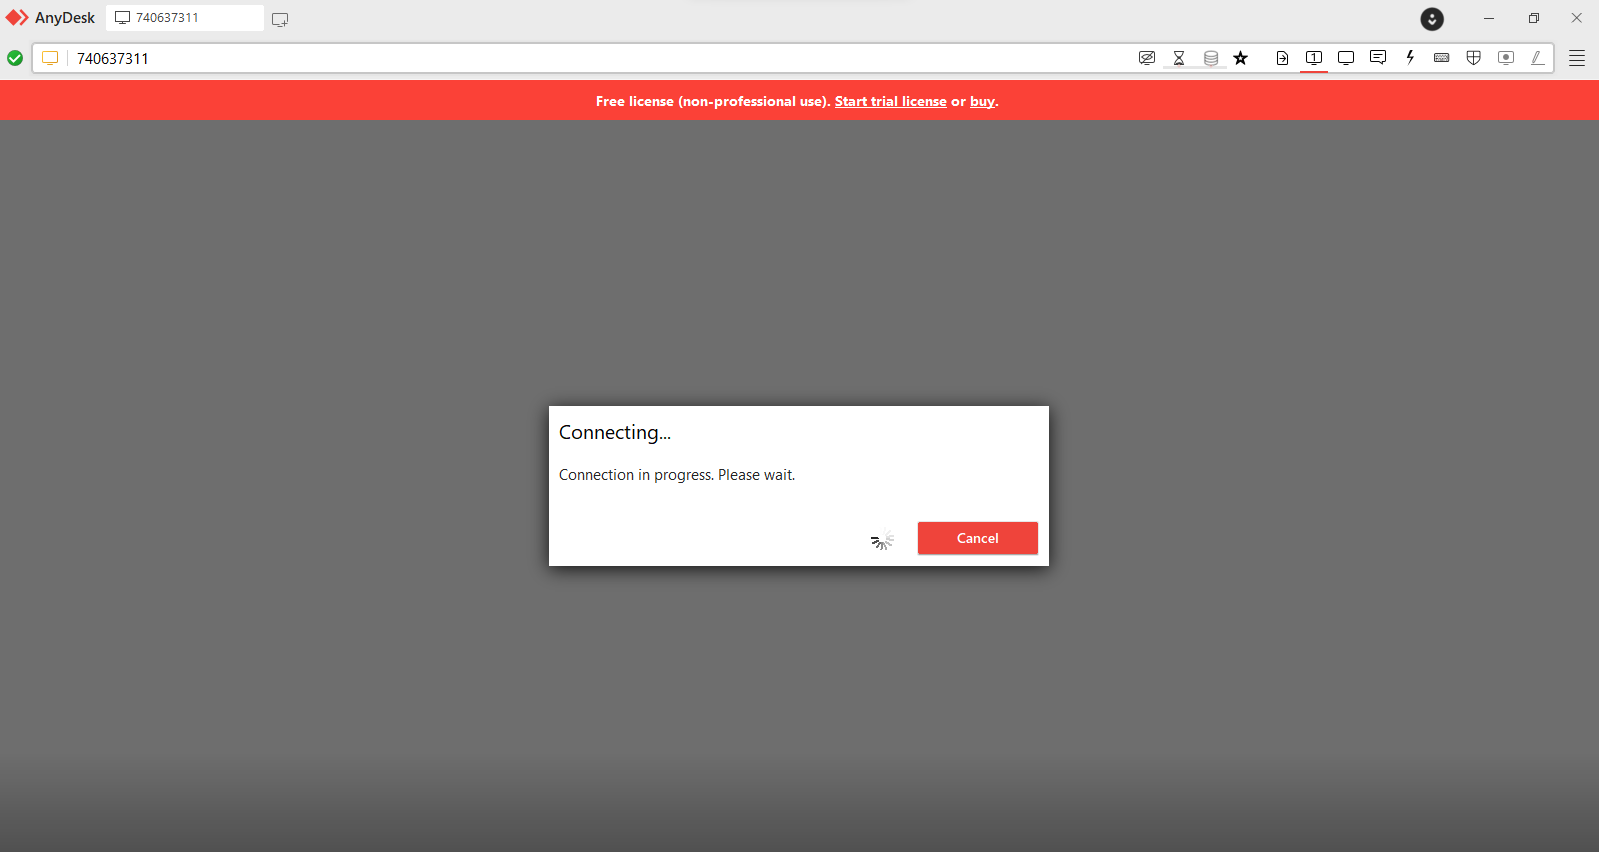 AnyDesk
740637311
740637311
1
Free license (non-professional use). Start trial license or buy.
Connecting...
Connection in progress. Please wait.
Cancel